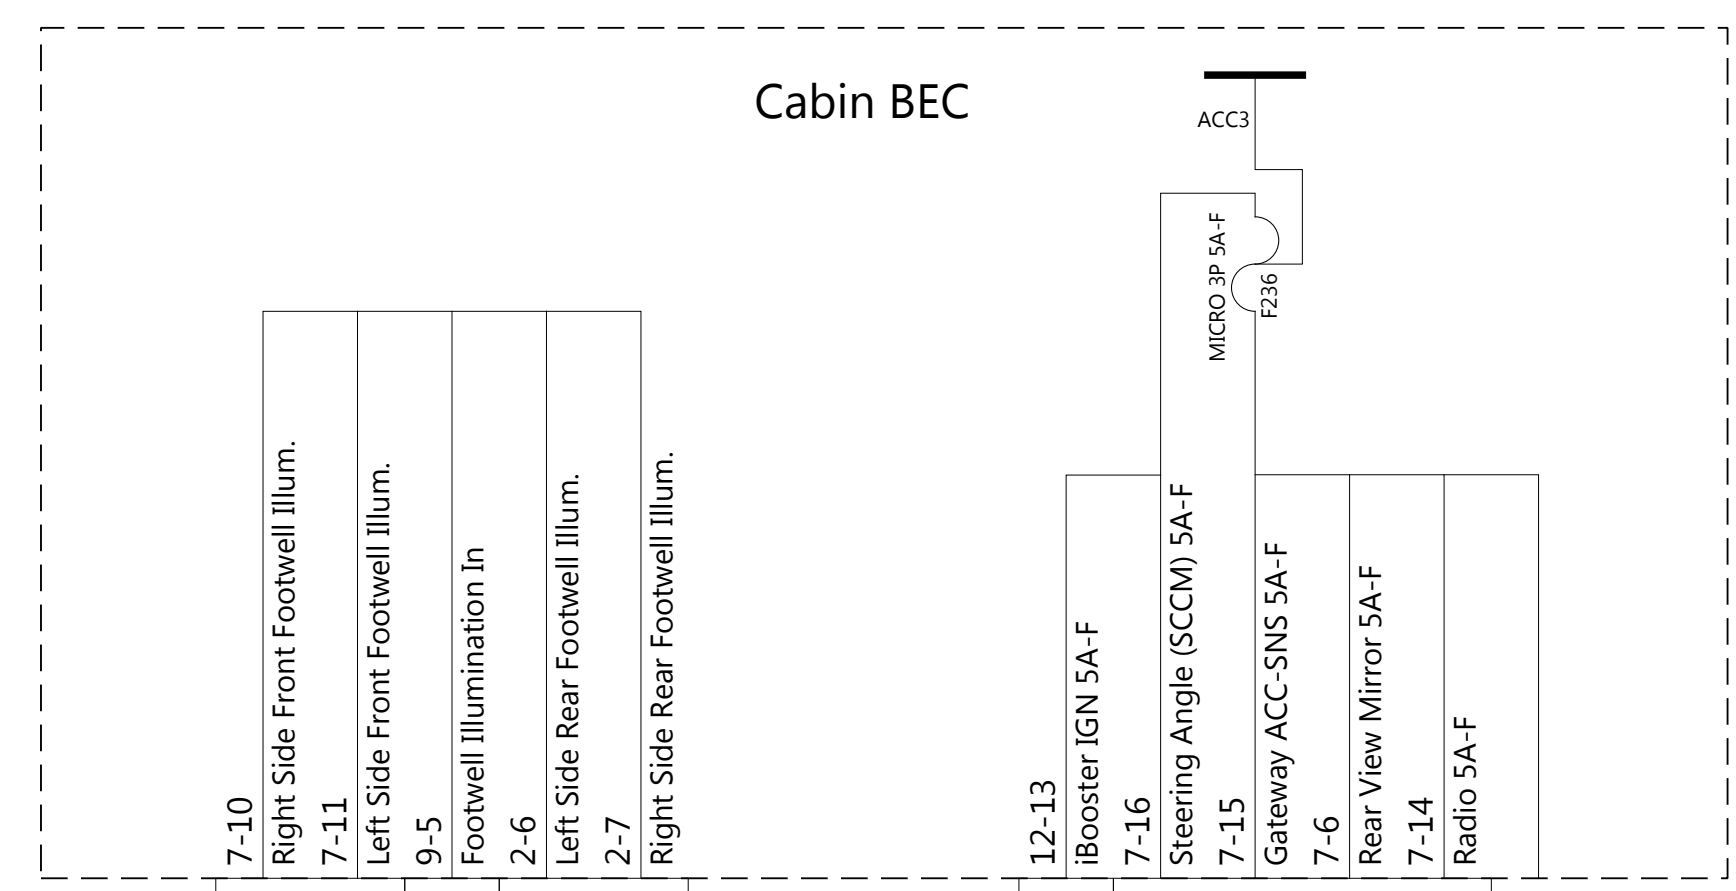 Cabin BEC
ACC3
MICRO 3P 5A-F
F236
7-10
Right Side Front Footwell Illum.
7-11
Left Side Front Footwell Illum.
9-5
Footwell Illumination In
2-6
Left Side Rear Footwell Illum.
2-7
Right Side Rear Footwell Illum.
12-13
iBooster IGN 5A-F
7-16
Steering Angle (SCCM) 5A-F
7-15
Gateway ACC-SNS 5A-F
7-6
Rear View Mirror 5A-F
7-14
Radio 5A-F